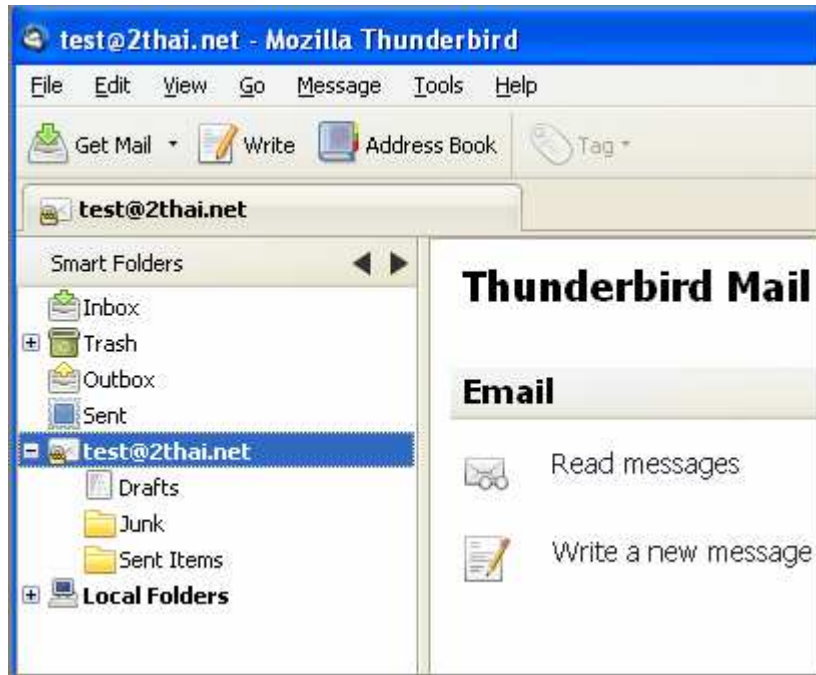 test@2thai.net - Mozilla Thunderbird
File Edit View Go Message Tools Help
Get Mail Write Address Book Tag
test@2thai.net
Smart Folders
Inbox
Trash
Outbox
Sent
test@2thai.net
Drafts
Junk
Sent Items
Local Folders
Thunderbird Mail
Email
Read messages
Write a new message